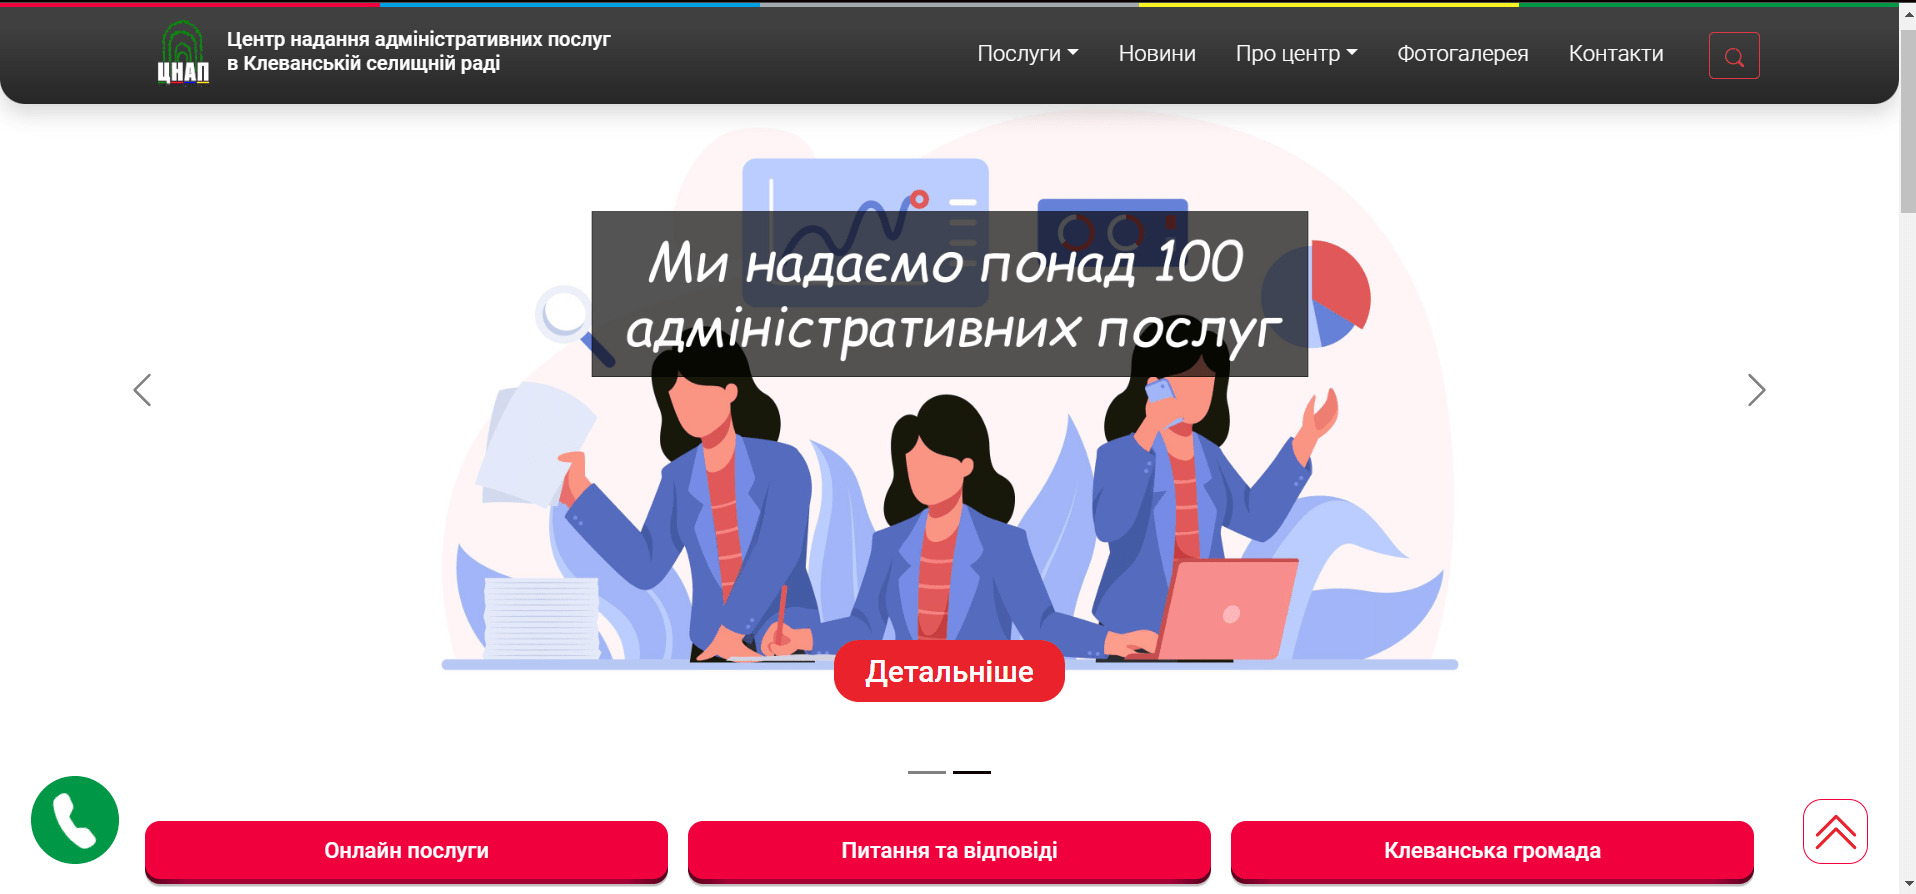 Центр надання адміністративних послуг
в Клеванській селищній раді
ЦНАП
Послуги
Новини
Про центр
Фотогалерея
Контакти
Ми надаємо понад 100
адміністративних послуг
Детальніше
Онлайн послуги
Питання та відповіді
Клеванська громада